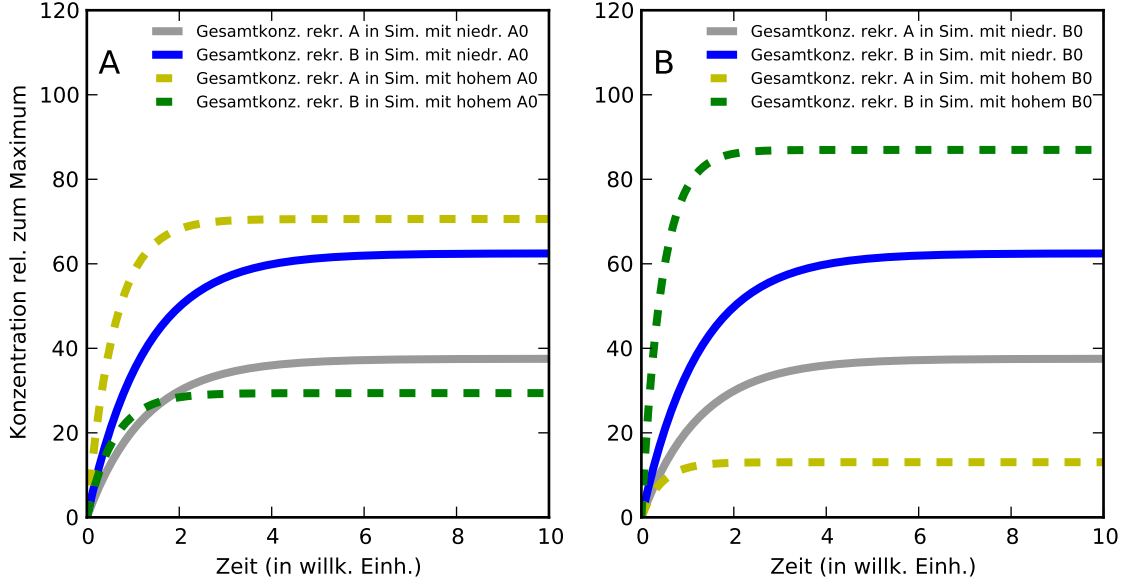 A
Gesamtkonz. rekr. A in Sim. mit niedr. A0
Gesamtkonz. rekr. B in Sim. mit niedr. A0
Gesamtkonz. rekr. A in Sim. mit hohem A0
Gesamtkonz. rekr. B in Sim. mit hohem A0
Konzentration rel. zum Maximum
120
100
80
60
40
20
0
0 2 4 6 8 10
Zeit (in willk. Einh.)
B
Gesamtkonz. rekr. A in Sim. mit niedr. B0
Gesamtkonz. rekr. B in Sim. mit niedr. B0
Gesamtkonz. rekr. A in Sim. mit hohem B0
Gesamtkonz. rekr. B in Sim. mit hohem B0
120
100
80
60
40
20
0
0 2 4 6 8 10
Zeit (in willk. Einh.)